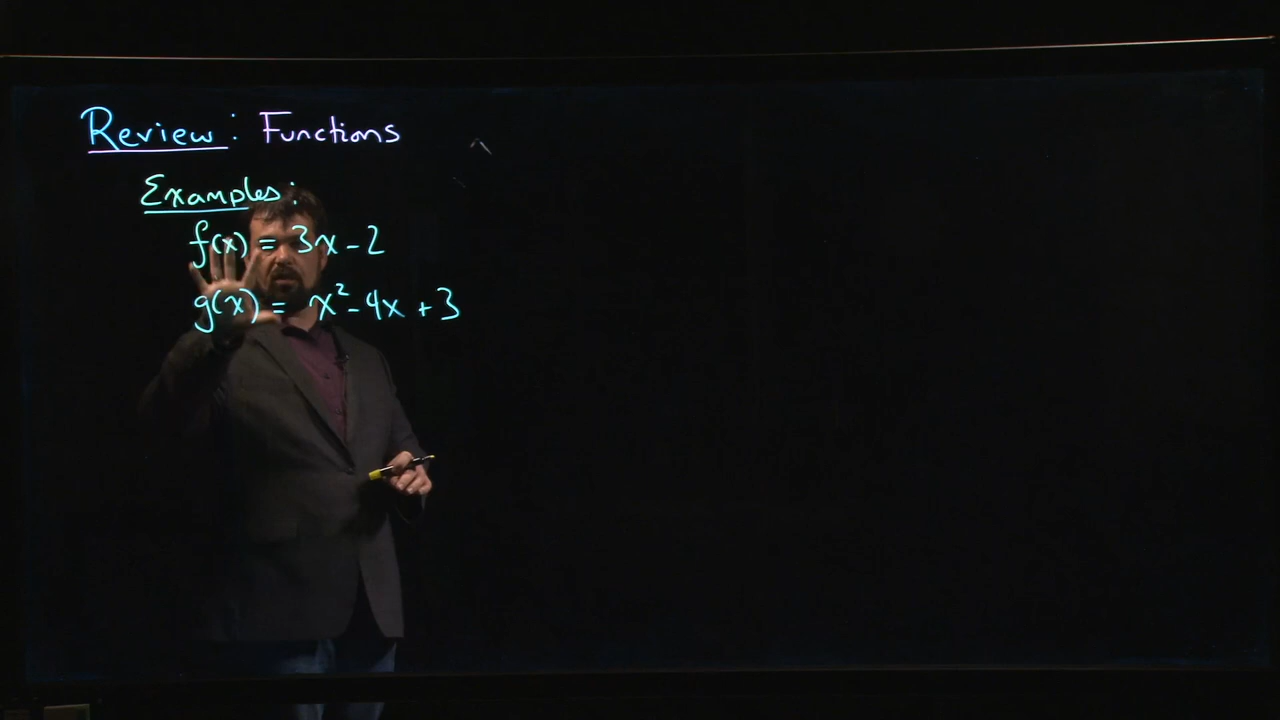 Review: Functions
Examples:
f(x) = 3x - 2
g(x) = x² - 4x + 3